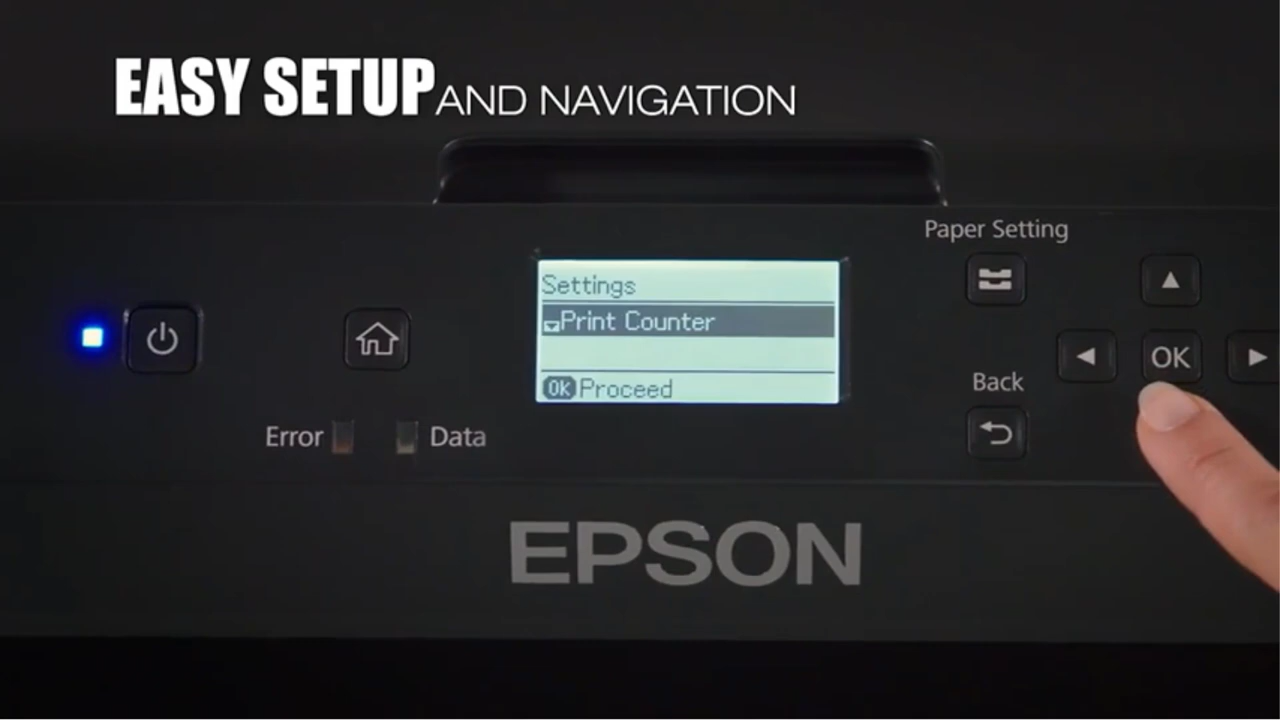 EASY SETUP AND NAVIGATION
Paper Setting
Settings
Print Counter
OK
OK Proceed
Back
Error
Data
EPSON